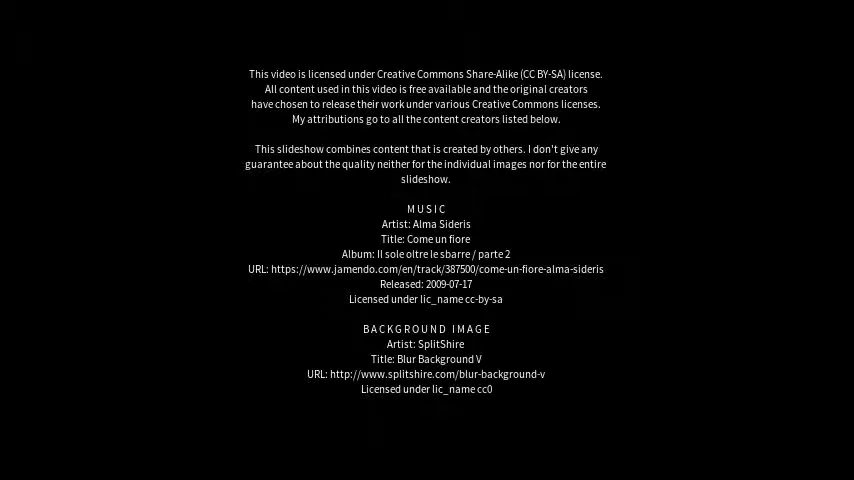 This video is licensed under Creative Commons Share-Alike (CC BY-SA) license.
All content used in this video is free available and the original creators
have chosen to release their work under various Creative Commons licenses.
My attributions go to all the content creators listed below.
This slideshow combines content that is created by others. I don't give any
guarantee about the quality neither for the individual images nor for the entire
slideshow.
MUSIC
Artist: Alma Sideris
Title: Come un fiore
Album: Il sole oltre le sbarre / parte 2
URL: https://www.jamendo.com/en/track/387500/come-un-fiore-alma-sideris
Released: 2009-07-17
Licensed under lic_name cc-by-sa
BACKGROUND IMAGE
Artist: SplitShire
Title: Blur Background V
URL: http://www.splitshire.com/blur-background-v
Licensed under lic_name cc0